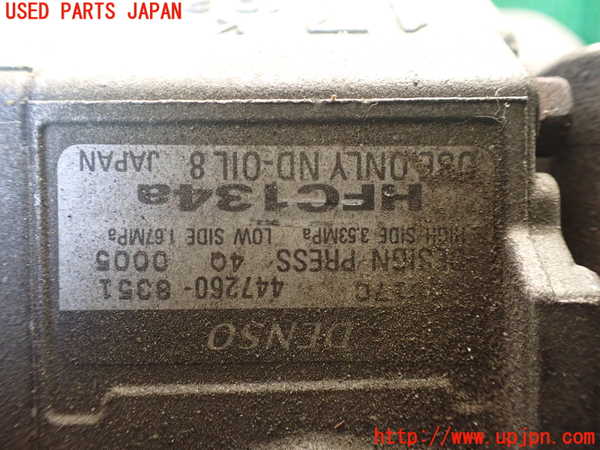 USED PARTS JAPAN
DENSO
447260-8351
DESIGN PRESS 4Q 0005
HIGH SIDE 3.53MPa LOW SIDE 1.67MPa
HFC134a
USE ONLY ND-OIL 8 JAPAN
http://www.upjpn.com/